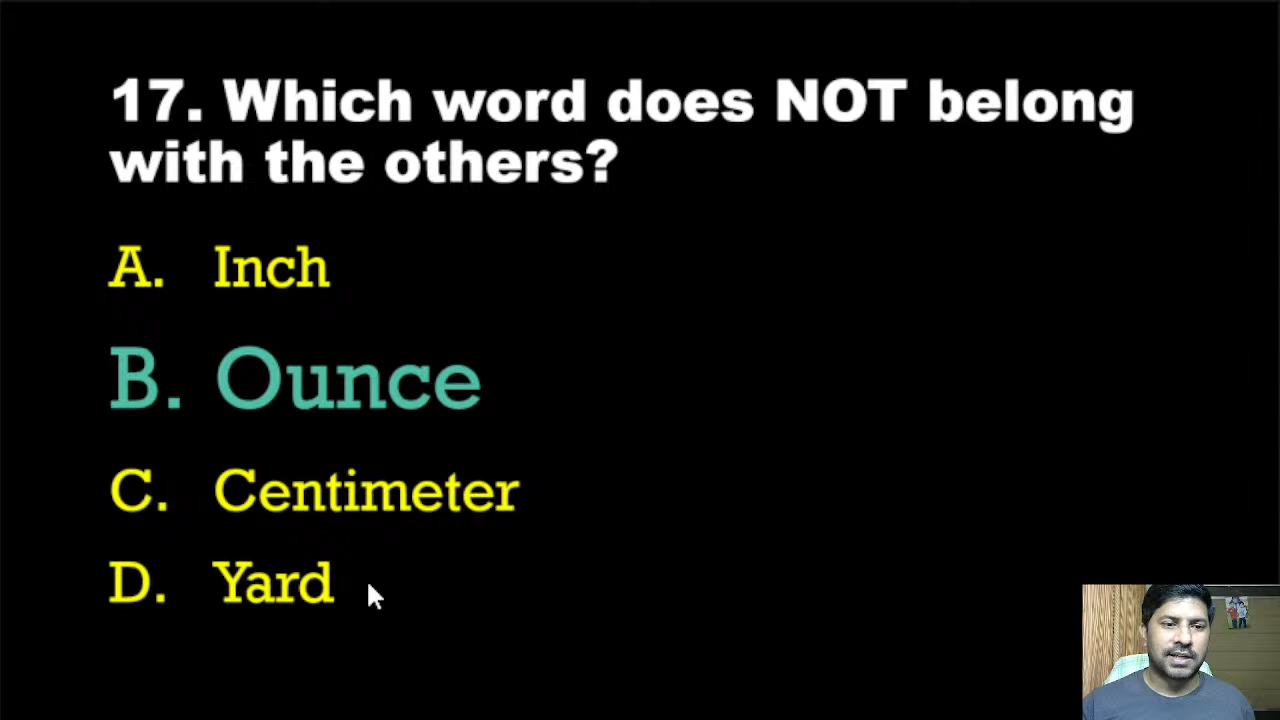 17. Which word does NOT belong
with the others?
A. Inch
B. Ounce
C. Centimeter
D. Yard